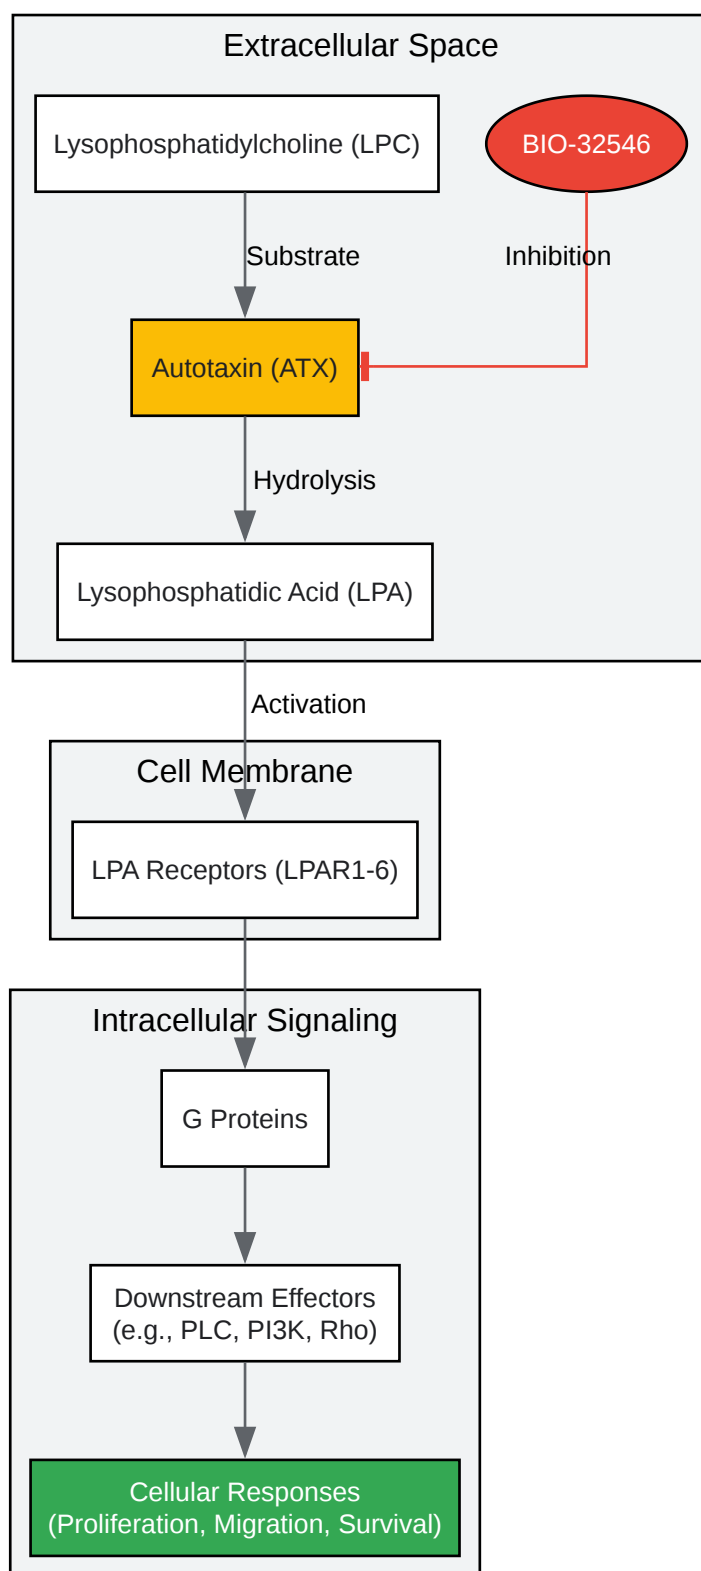 Extracellular Space
Lysophosphatidylcholine (LPC)
BIO-32546
Substrate
Inhibition
Autotaxin (ATX)
Hydrolysis
Lysophosphatidic Acid (LPA)
Activation
Cell Membrane
LPA Receptors (LPAR1-6)
Intracellular Signaling
G Proteins
Downstream Effectors
(e.g., PLC, PI3K, Rho)
Cellular Responses
(Proliferation, Migration, Survival)